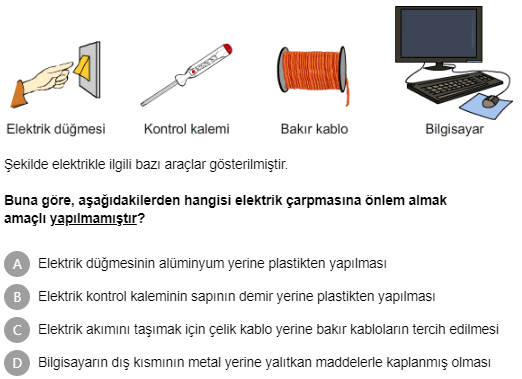 Elektrik düğmesi Kontrol kalemi Bakır kablo Bilgisayar
Şekilde elektrikle ilgili bazı araçlar gösterilmiştir.
Buna göre, aşağıdakilerden hangisi elektrik çarpmasına önlem almak
amaçlı yapılmamıştır?
A Elektrik düğmesinin alüminyum yerine plastikten yapılması
B Elektrik kontrol kaleminin sapının demir yerine plastikten yapılması
C Elektrik akımını taşımak için çelik kablo yerine bakır kabloların tercih edilmesi
D Bilgisayarın dış kısmının metal yerine yalıtkan maddelerle kaplanmış olması